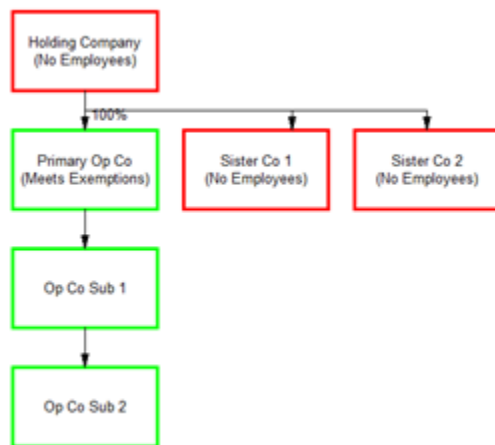 Holding Company
(No Employees)
100%
Primary Op Co
(Meets Exemptions)
Sister Co 1
(No Employees)
Sister Co 2
(No Employees)
Op Co Sub 1
Op Co Sub 2